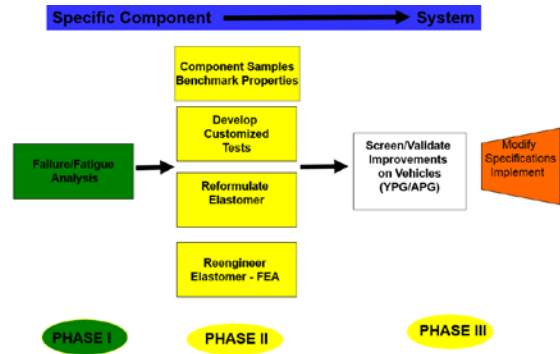 Specific Component System
Component Samples
Benchmark Properties
Develop
Customized
Tests
Failure/Fatigue
Analysis
Reformulate
Elastomer
Reengineer
Elastomer - FEA
Screen/Validate
Improvements
on Vehicles
(YPG/APG)
Modify
Specifications
Implement
PHASE I
PHASE II
PHASE III